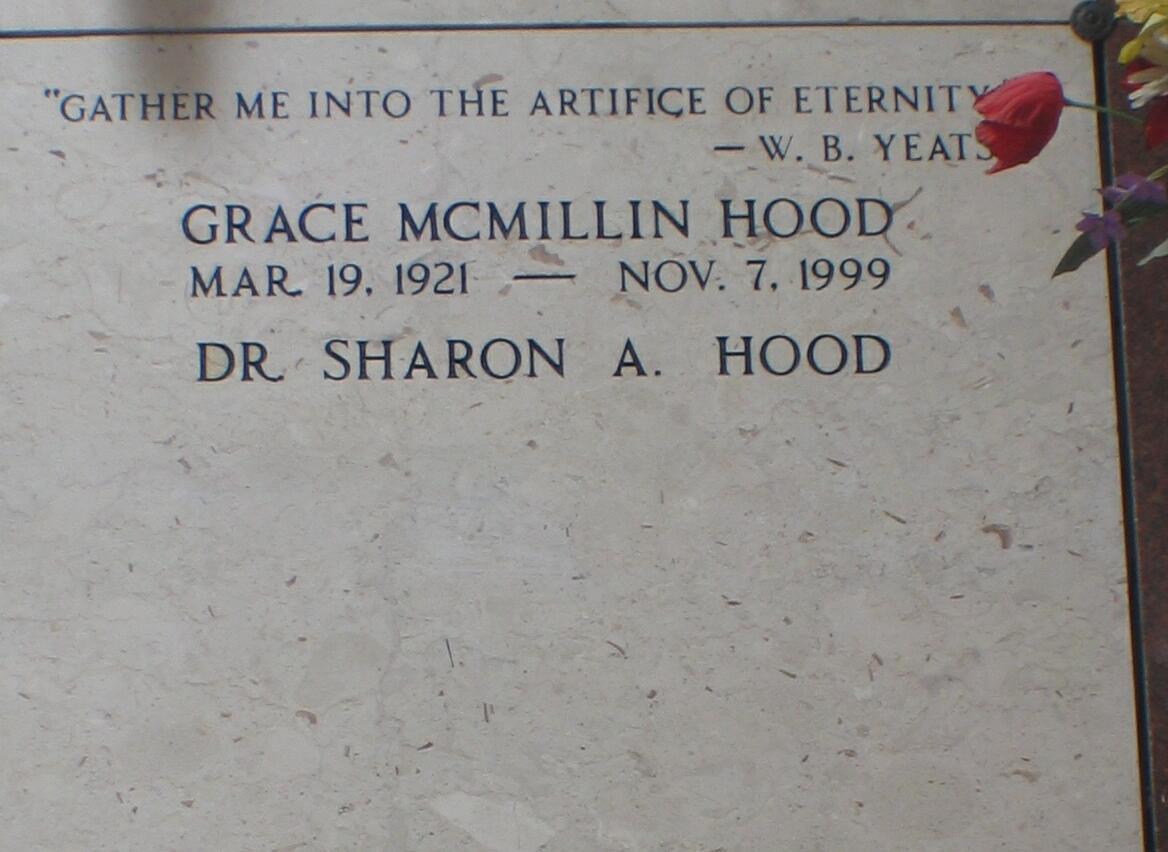 "GATHER ME INTO THE ARTIFICE OF ETERNITY"
— W. B. YEATS
GRACE MCMILLIN HOOD
MAR. 19, 1921 — NOV. 7, 1999
DR. SHARON A. HOOD